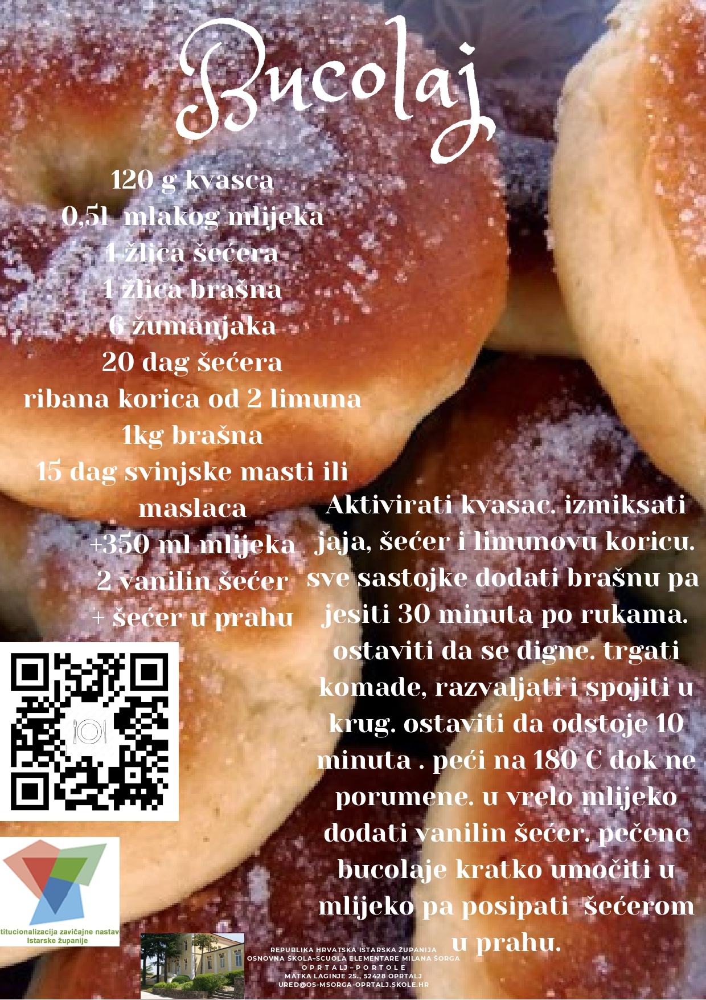 Bucolaj
120 g kvasca
0,5l mlakog mlijeka
1 žlica šećera
1 žlica brašna
6 žumanjaka
20 dag šećera
ribana korica od 2 limuna
1kg brašna
15 dag svinjske masti ili
maslaca
+350 ml mlijeka
2 vanilin šećer
+ šećer u prahu
Aktivirati kvasac. izmiksati
jaja, šećer i limunovu koricu.
sve sastojke dodati brašnu pa
jesiti 30 minuta po rukama.
ostaviti da se digne. trgati
komade, razvaljati i spojiti u
krug. ostaviti da odstoje 10
minuta . peći na 180 C dok ne
porumene. u vrelo mlijeko
dodati vanilin šećer. pečene
bucolaje kratko umočiti u
mlijeko pa posipati šećerom
u prahu.
titucionalizacija zavičajne nastav
Istarske županije
REPUBLIKA HRVATSKA ISTARSKA ŽUPANIJA
OSNOVNA ŠKOLA–SCUOLA ELEMENTARE MILANA ŠORGA
O P R T A LJ – P O R T O L E
MATKA LAGINJE 25., 52428 OPRTALJ
URED@OS-MSORGA-OPRTALJ.SKOLE.HR